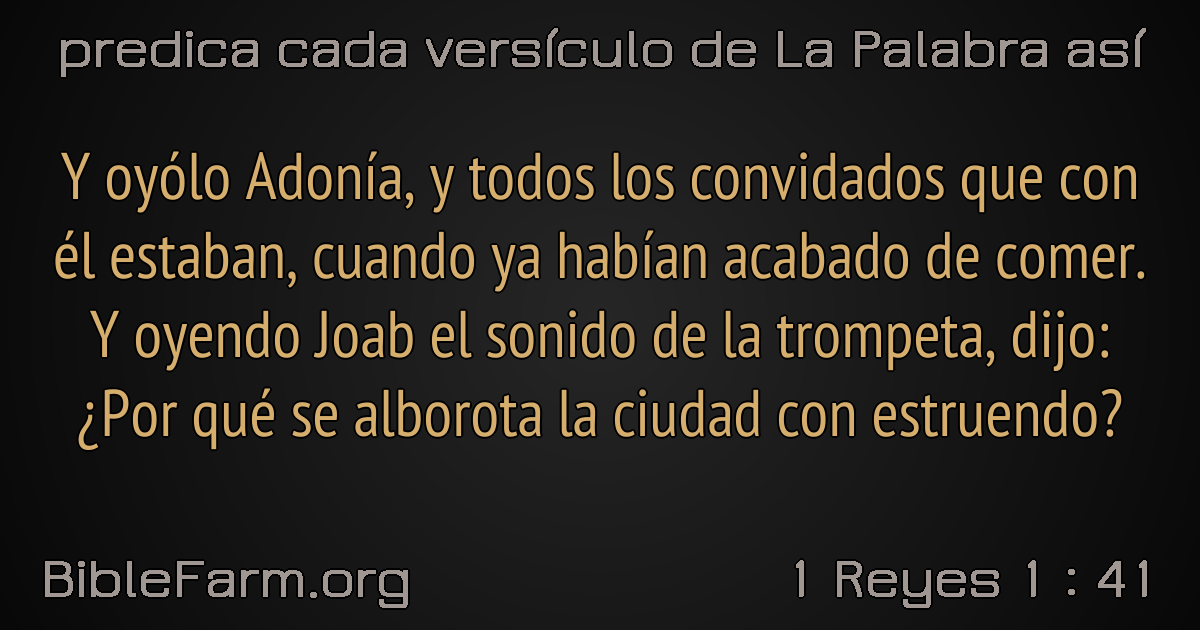 predica cada versículo de La Palabra así
Y oyólo Adonía, y todos los convidados que con
él estaban, cuando ya habían acabado de comer.
Y oyendo Joab el sonido de la trompeta, dijo:
¿Por qué se alborota la ciudad con estruendo?
BibleFarm.org
1 Reyes 1 : 41